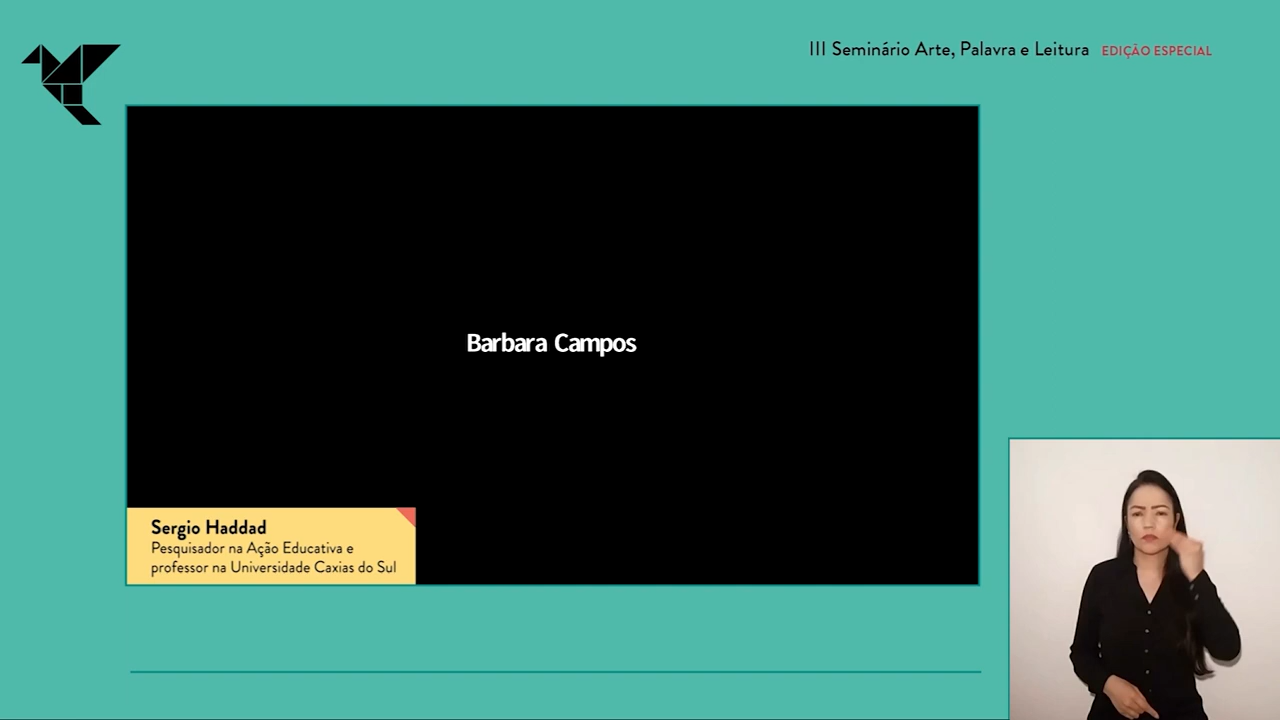 III Seminário Arte, Palavra e Leitura EDIÇÃO ESPECIAL
Barbara Campos
Sergio Haddad
Pesquisador na Ação Educativa e
professor na Universidade Caxias do Sul